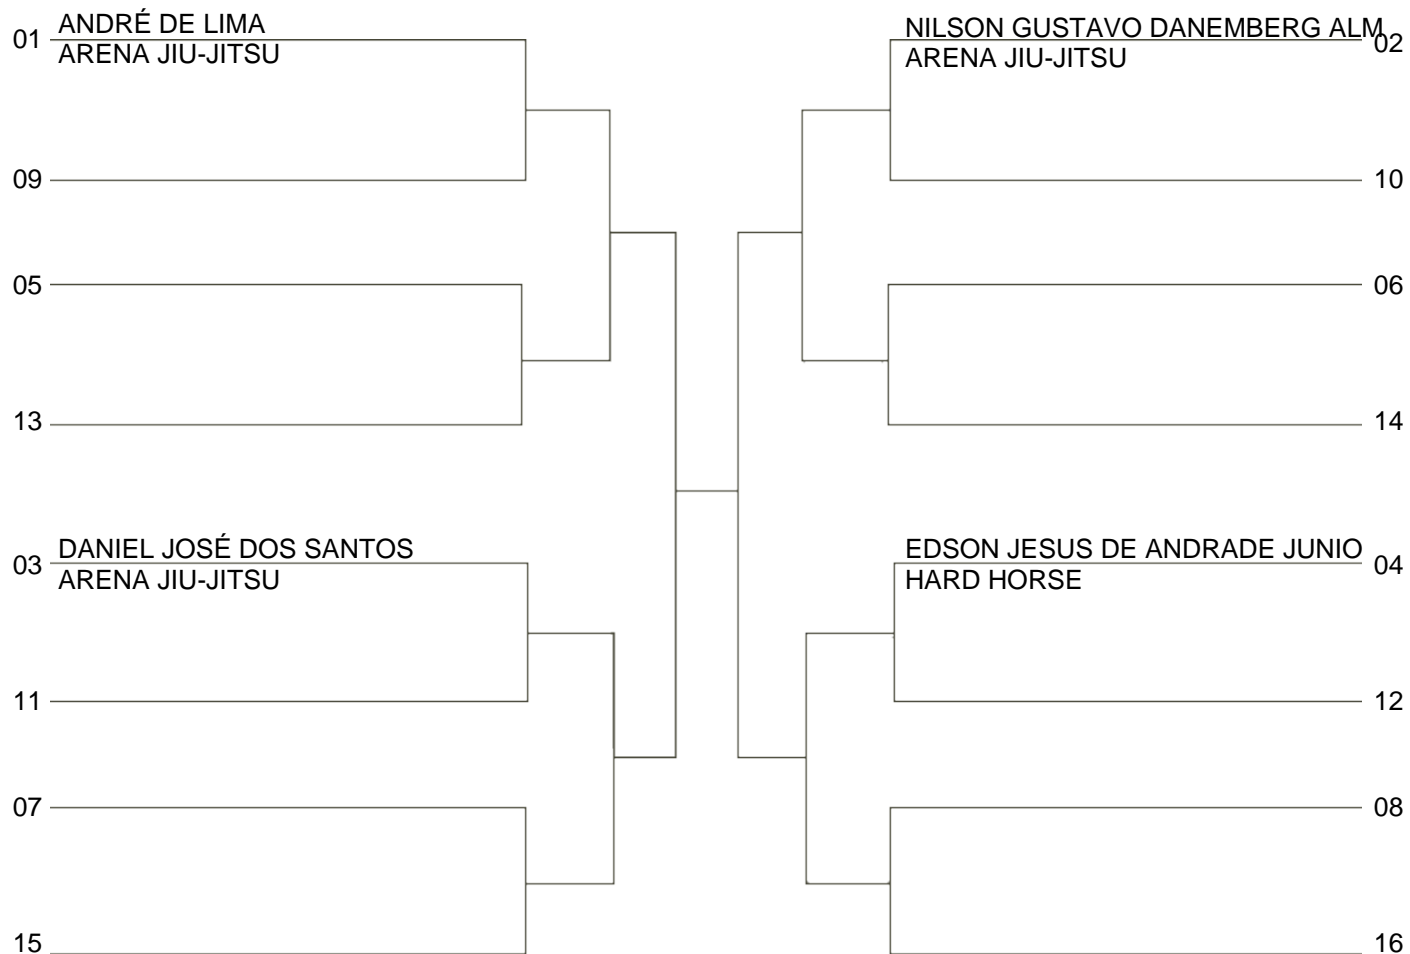 01 ANDRÉ DE LIMA
ARENA JIU-JITSU
09
05
13
03 DANIEL JOSÉ DOS SANTOS
ARENA JIU-JITSU
11
07
15
NILSON GUSTAVO DANEMBERG ALM 02
ARENA JIU-JITSU
10
06
14
EDSON JESUS DE ANDRADE JUNIO 04
HARD HORSE
12
08
16